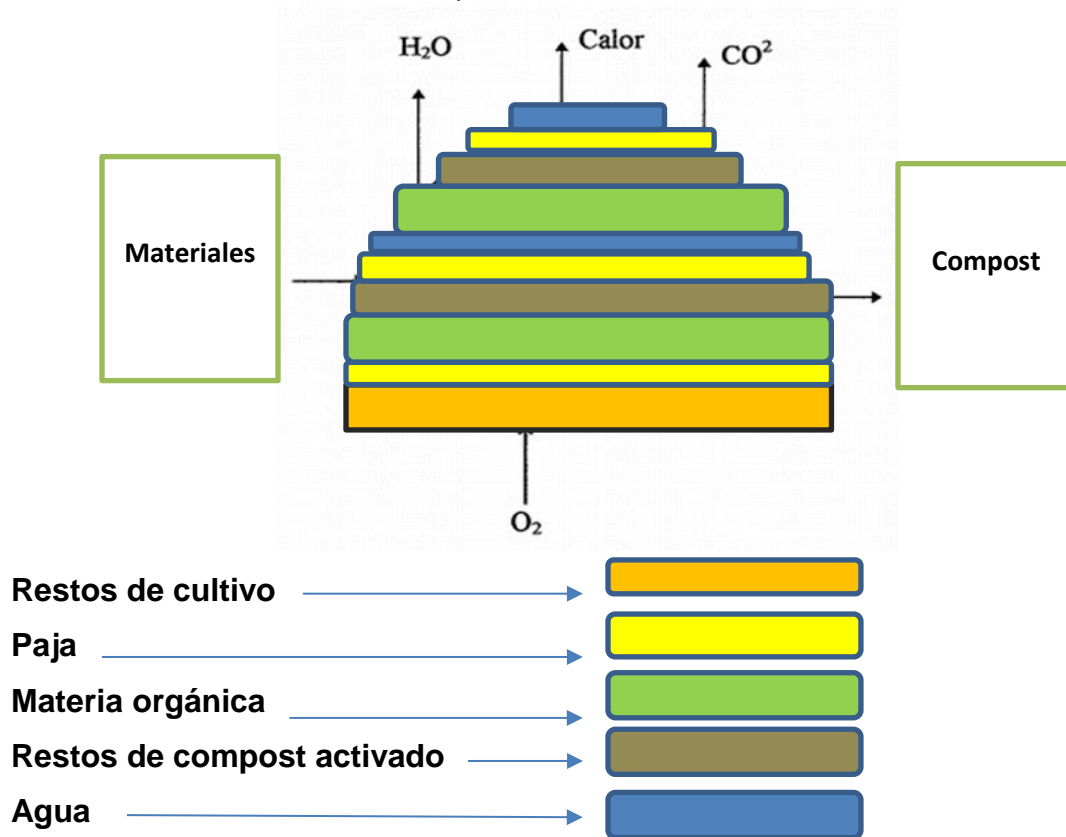 H₂O
Calor
CO²
Materiales
Compost
O₂
Restos de cultivo
Paja
Materia orgánica
Restos de compost activado
Agua